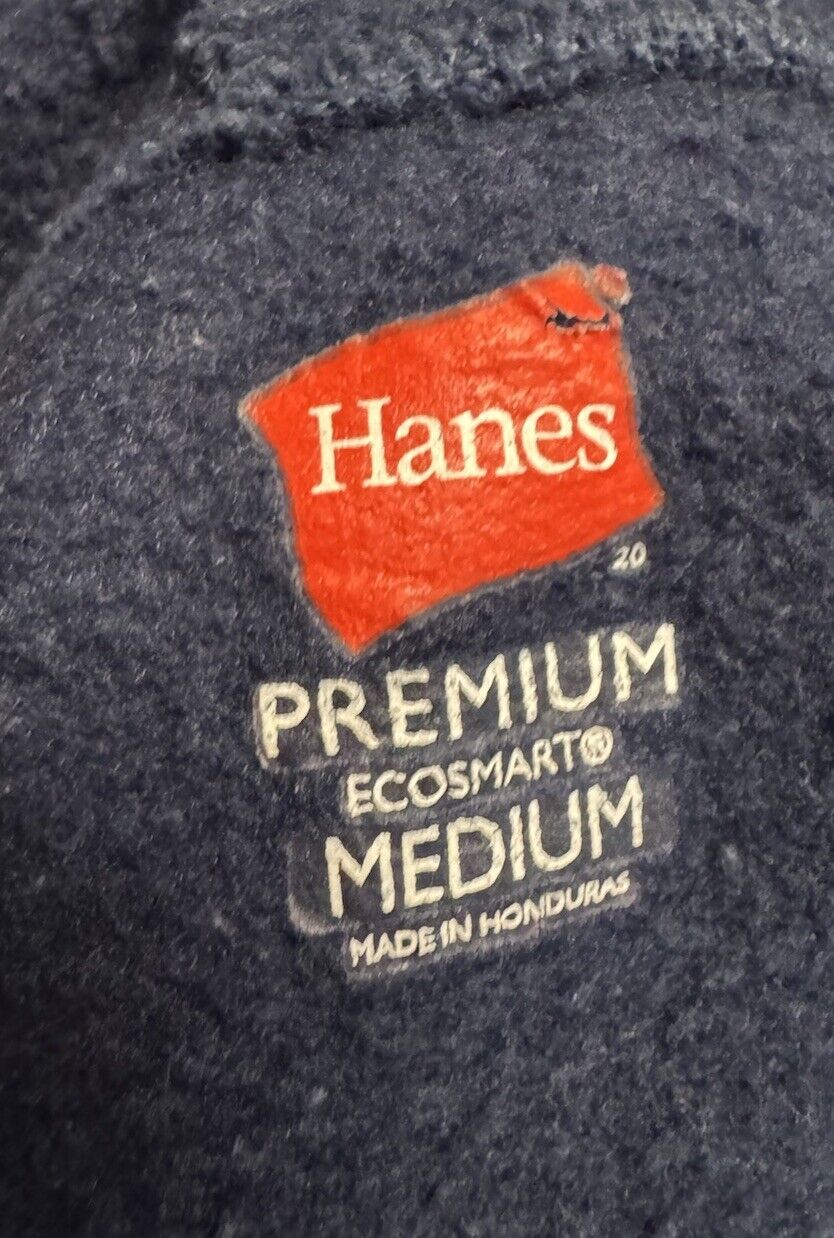 Hanes
20
PREMIUM
ECOSMART®
MEDIUM
MADE IN HONDURAS